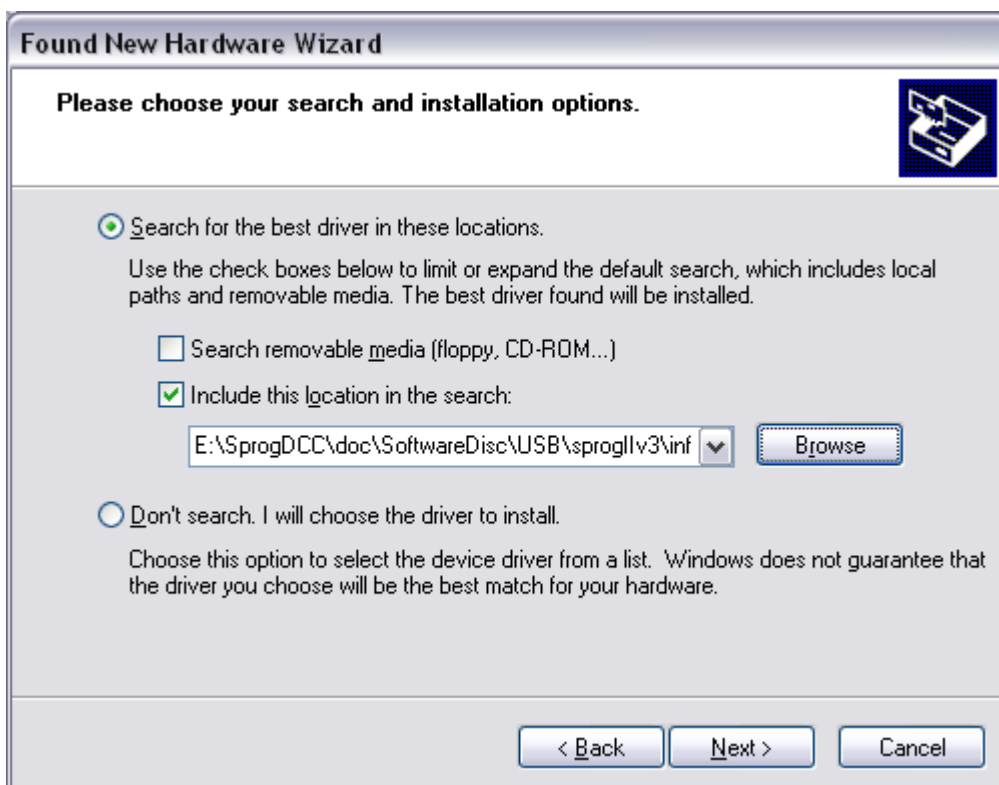 Found New Hardware Wizard
Please choose your search and installation options.
Search for the best driver in these locations.
Use the check boxes below to limit or expand the default search, which includes local
paths and removable media. The best driver found will be installed.
Search removable media (floppy, CD-ROM...)
Include this location in the search:
E:\SprogDCC\doc\SoftwareDisc\USB\sprogIIv3\inf
Browse
Don't search. I will choose the driver to install.
Choose this option to select the device driver from a list. Windows does not guarantee that
the driver you choose will be the best match for your hardware.
< Back
Next >
Cancel